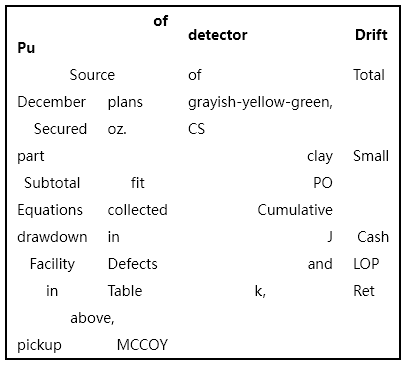 of
Pu detector Drift
Source of Total
December plans grayish-yellow-green,
Secured oz. CS
part clay Small
Subtotal fit PO
Equations collected Cumulative
drawdown in J Cash
Facility Defects and LOP
in Table k, Ret
above,
pickup MCCOY